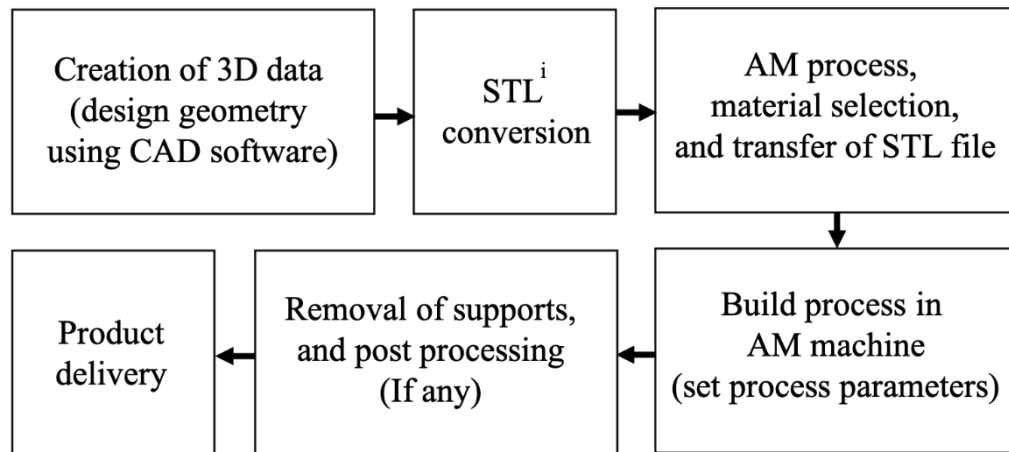 Creation of 3D data
(design geometry
using CAD software)
STL i
conversion
AM process,
material selection,
and transfer of STL file
Build process in
AM machine
(set process parameters)
Removal of supports,
and post processing
(If any)
Product
delivery